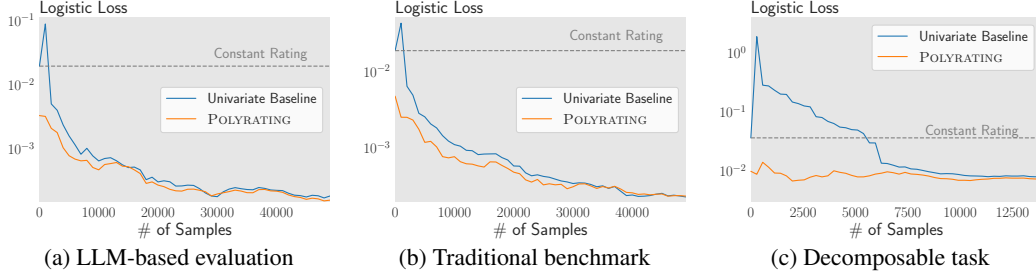 Logistic Loss
10⁻¹
10⁻²
10⁻³
Constant Rating
Univariate Baseline
POLYRATING
0 10000 20000 30000 40000
# of Samples
(a) LLM-based evaluation
Logistic Loss
10⁻²
10⁻³
Constant Rating
Univariate Baseline
POLYRATING
0 10000 20000 30000 40000
# of Samples
(b) Traditional benchmark
Logistic Loss
10⁰
10⁻¹
10⁻²
Univariate Baseline
POLYRATING
Constant Rating
0 2500 5000 7500 10000 12500
# of Samples
(c) Decomposable task